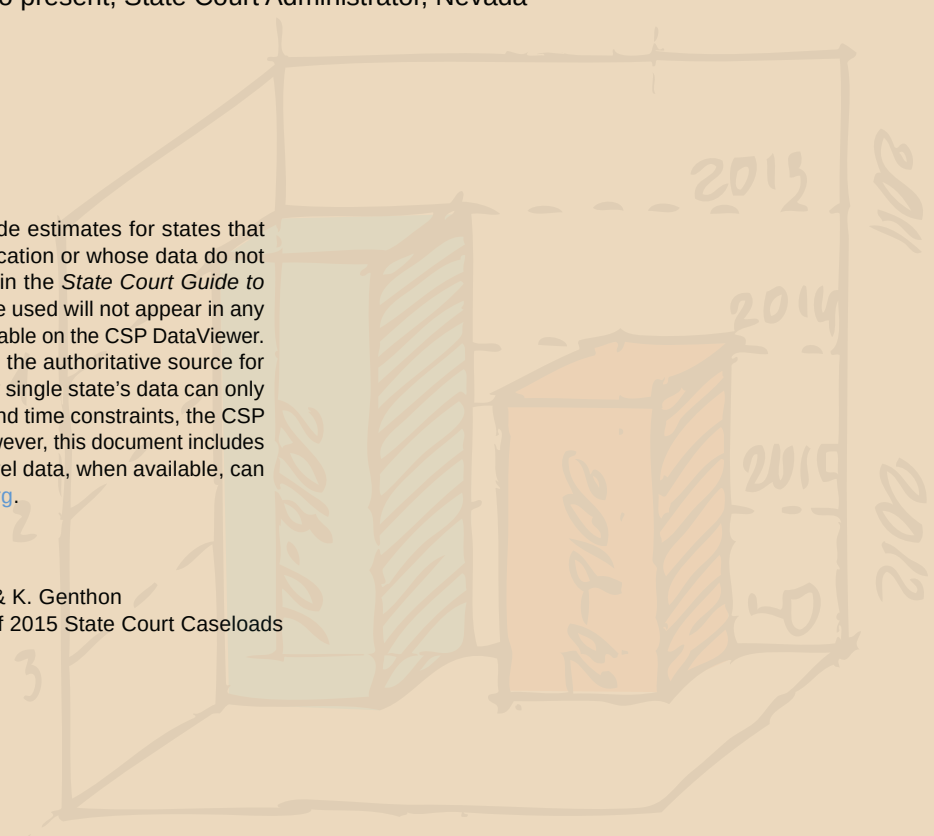 o present, State Court Administrator, Nevada
2013
de estimates for states that
cation or whose data do not
in the State Court Guide to
e used will not appear in any
able on the CSP DataViewer.
the authoritative source for
single state’s data can only
nd time constraints, the CSP
wever, this document includes
el data, when available, can
rg.
2014
2015
2011
2012
2
3
& K. Genthon
f 2015 State Court Caseloads